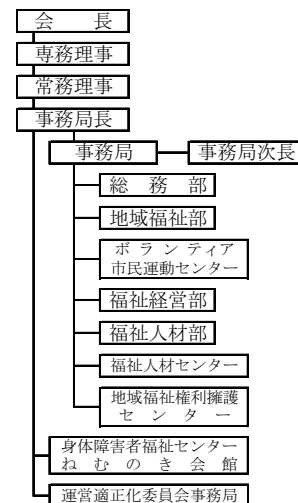 会長
専務理事
常務理事
事務局長
事務局 事務局次長
総務部
地域福祉部
ボランティア
市民運動センター
福祉経営部
福祉人材部
福祉人材センター
地域福祉権利擁護
センター
身体障害者福祉センター
ねむのき会館
運営適正化委員会事務局